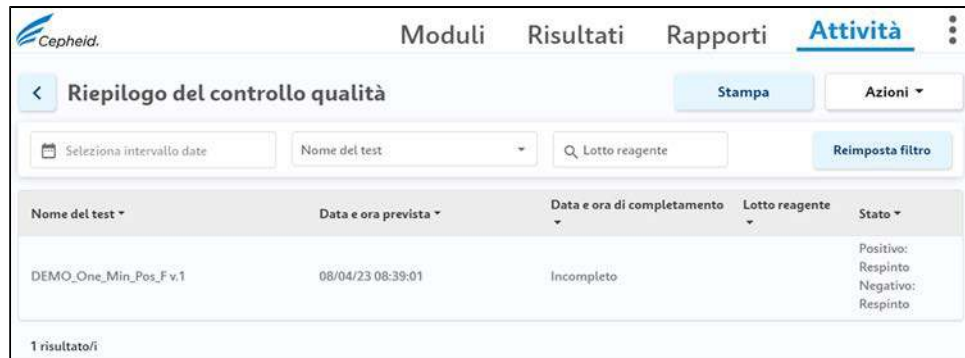 Cepheid.
Moduli Risultati Rapporti Attività
Riepilogo del controllo qualità Stampa Azioni
Seleziona intervallo date Nome del test Lotto reagente Reimposta filtro
Nome del test Data e ora prevista Data e ora di completamento Lotto reagente Stato
DEMO_One_Min_Pos_F v.1 08/04/23 08:39:01 Incompleto Positivo:
Respinto
Negativo:
Respinto
1 risultato/i